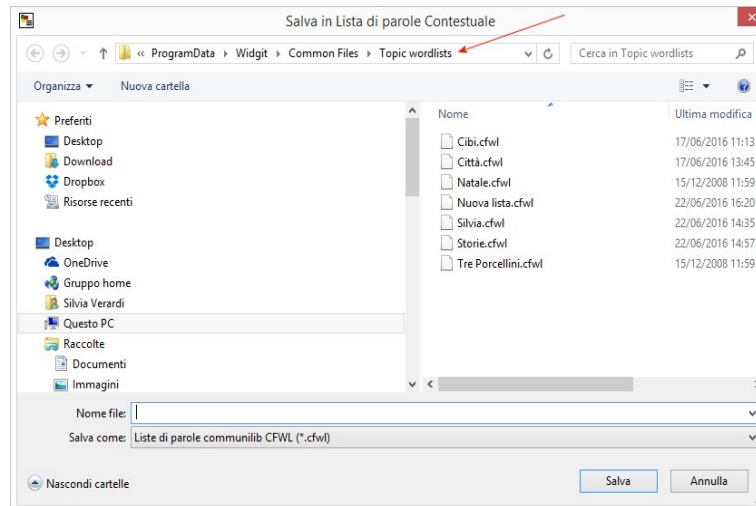 Salva in Lista di parole Contestuale
« ProgramData Widgit Common Files Topic wordlists
Cerca in Topic wordlists
Organizza Nuova cartella
Preferiti
Desktop
Download
Dropbox
Risorse recenti
Desktop
OneDrive
Gruppo home
Silvia Verardi
Questo PC
Raccolte
Documenti
Immagini
Nome Ultima modifica
Cibi.cfwl 17/06/2016 11:13
Città.cfwl 17/06/2016 13:45
Natale.cfwl 15/12/2008 11:59
Nuova lista.cfwl 22/06/2016 16:20
Silvia.cfwl 22/06/2016 14:35
Storie.cfwl 22/06/2016 14:57
Tre Porcellini.cfwl 15/12/2008 11:59
Nome file:
Salva come: Liste di parole communilib CFWL (*.cfwl)
Nascondi cartelle Salva Annulla